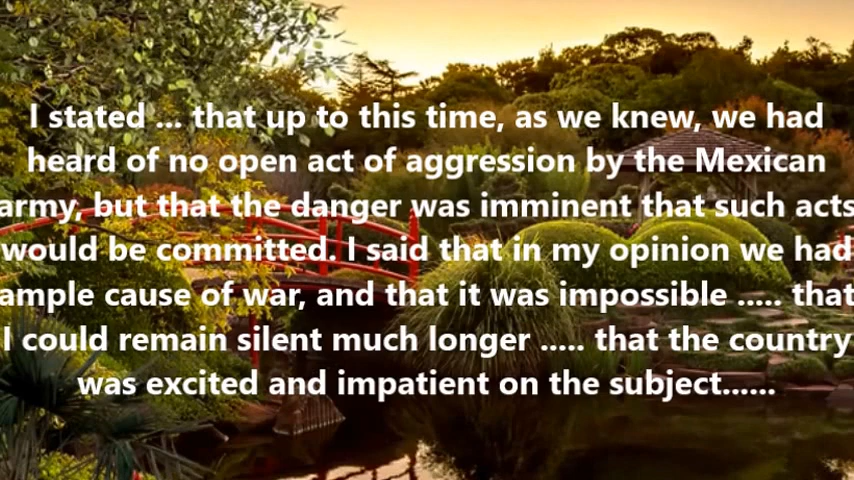 I stated ... that up to this time, as we knew, we had
heard of no open act of aggression by the Mexican
army, but that the danger was imminent that such acts
would be committed. I said that in my opinion we had
ample cause of war, and that it was impossible ..... that
I could remain silent much longer ..... that the country
was excited and impatient on the subject......